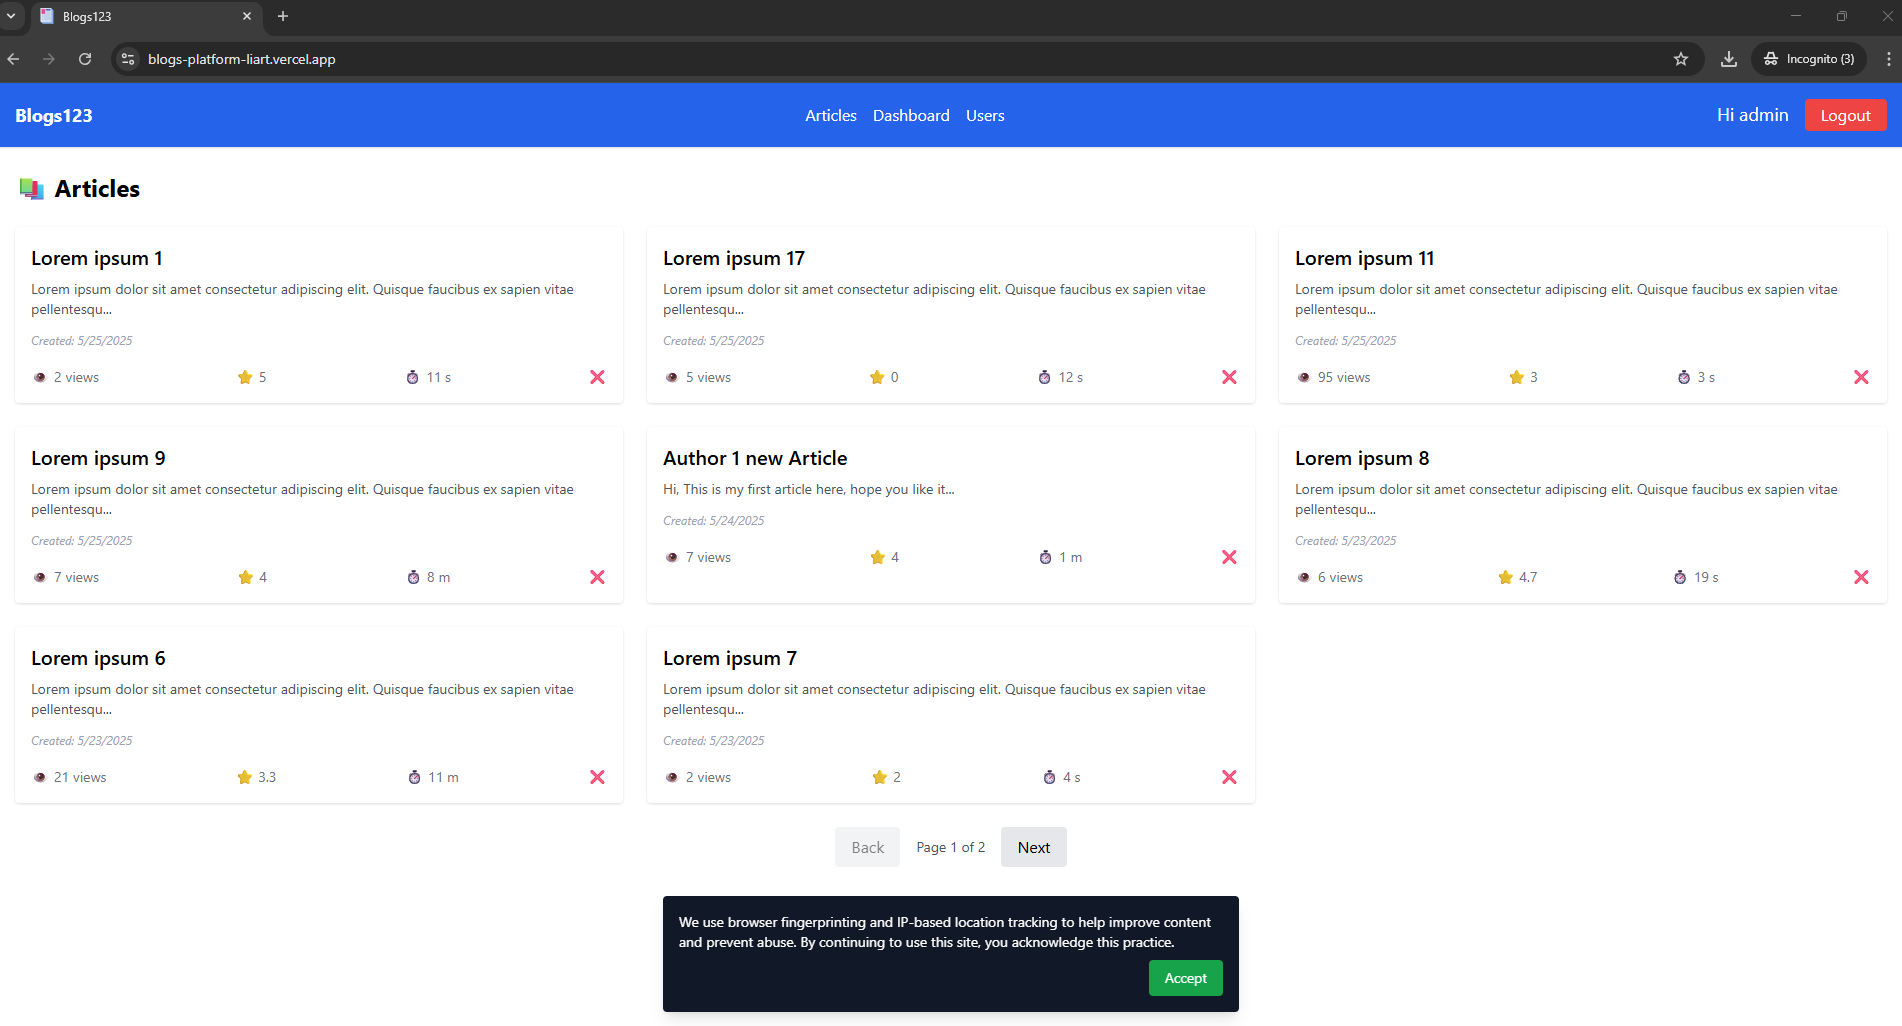 Blogs123
blogs-platform-liart.vercel.app
Incognito (3)
Blogs123
Articles Dashboard Users
Hi admin
Logout
Articles
Lorem ipsum 1
Lorem ipsum dolor sit amet consectetur adipiscing elit. Quisque faucibus ex sapien vitae
pellentesqu...
Created: 5/25/2025
2 views 5 11 s
Lorem ipsum 17
Lorem ipsum dolor sit amet consectetur adipiscing elit. Quisque faucibus ex sapien vitae
pellentesqu...
Created: 5/25/2025
5 views 0 12 s
Lorem ipsum 11
Lorem ipsum dolor sit amet consectetur adipiscing elit. Quisque faucibus ex sapien vitae
pellentesqu...
Created: 5/25/2025
95 views 3 3 s
Lorem ipsum 9
Lorem ipsum dolor sit amet consectetur adipiscing elit. Quisque faucibus ex sapien vitae
pellentesqu...
Created: 5/25/2025
7 views 4 8 m
Author 1 new Article
Hi, This is my first article here, hope you like it...
Created: 5/24/2025
7 views 4 1 m
Lorem ipsum 8
Lorem ipsum dolor sit amet consectetur adipiscing elit. Quisque faucibus ex sapien vitae
pellentesqu...
Created: 5/23/2025
6 views 4.7 19 s
Lorem ipsum 6
Lorem ipsum dolor sit amet consectetur adipiscing elit. Quisque faucibus ex sapien vitae
pellentesqu...
Created: 5/23/2025
21 views 3.3 11 m
Lorem ipsum 7
Lorem ipsum dolor sit amet consectetur adipiscing elit. Quisque faucibus ex sapien vitae
pellentesqu...
Created: 5/23/2025
2 views 2 4 s
Back Page 1 of 2 Next
We use browser fingerprinting and IP-based location tracking to help improve content
and prevent abuse. By continuing to use this site, you acknowledge this practice.
Accept